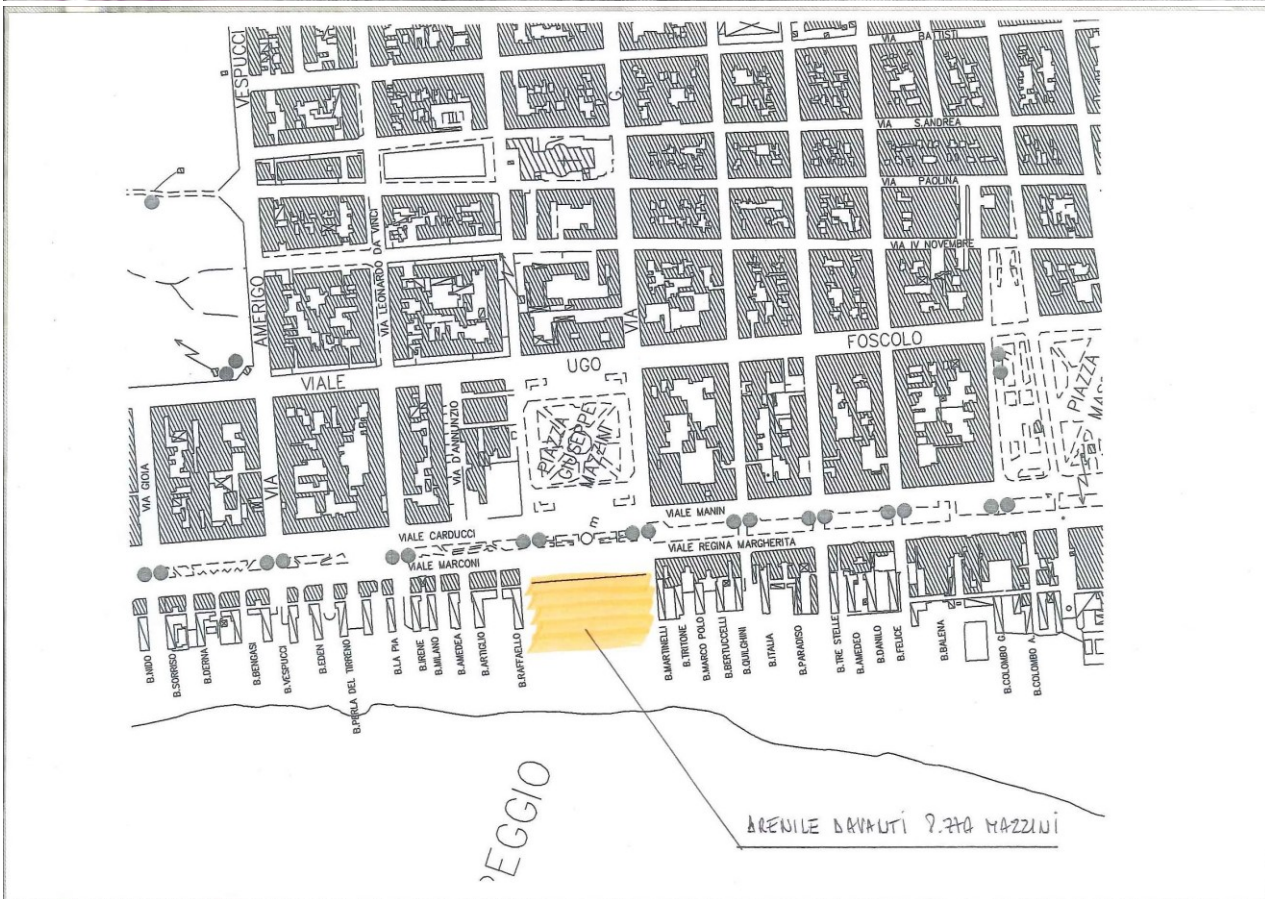 VIA BATTISTI
VESPUCCI
G.
VIA S.ANDREA
VIA PAOLINA
VIA LEONARDO DA VINCI
VIA IV NOVEMBRE
AMERIGO
VIA
FOSCOLO
UGO
VIALE
PIAZZA
GIUSEPPE
MAZZINI
PIAZZA
VIA D'ANNUNZIO
VIA GIOIA
VIA
VIALE MANIN
E
VIALE CARDUCCI
VIALE REGINA MARGHERITA
VIALE MARCONI
B.NIDO
B.SORRISO
B.DERNA
B.BENGASI
B.VESPUCCI
B.EDEN
B.PERLA DEL TIRRENO
B.LA PIA
B.IRENE
B.MILANO
B.AMEDEA
B.ARTIGLIO
B.RAFFAELLO
B.MARTINELLI
B.TRITONE
B.MARCO POLO
B.BERTUCCELLI
B.QUILGHINI
B.ITALIA
B.PARADISO
B.TRE STELLE
B.AMEDEO
B.DANILO
B.FELICE
B.BALENA
B.COLOMBO G.
B.COLOMBO A.
EGGIO
ARENILE DAVANTI P.ZZA MAZZINI